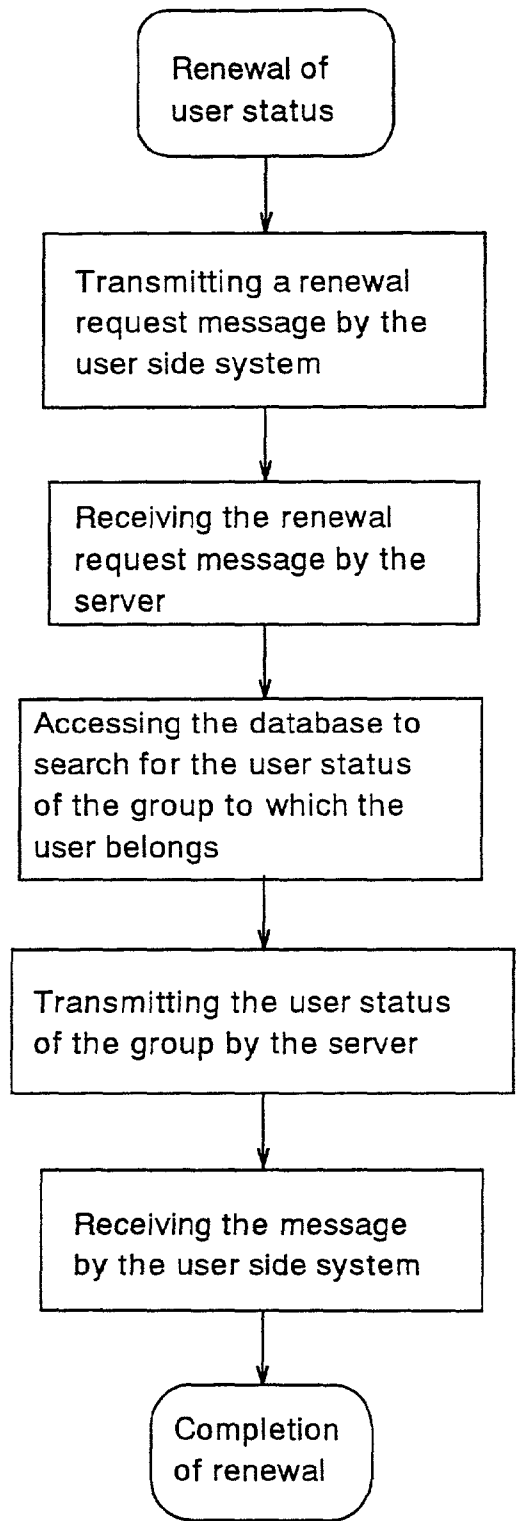 Renewal of
user status
Transmitting a renewal
request message by the
user side system
Receiving the renewal
request message by the
server
Accessing the database to
search for the user status
of the group to which the
user belongs
Transmitting the user status
of the group by the server
Receiving the message
by the user side system
Completion
of renewal